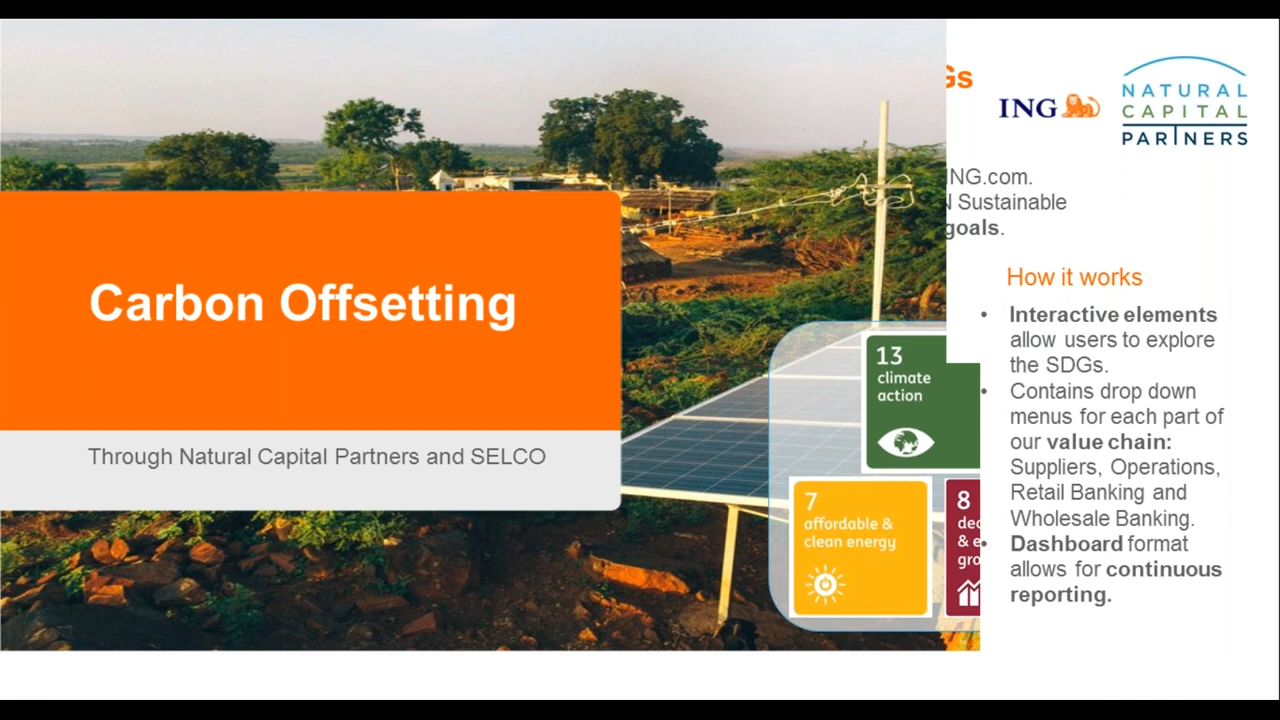 Gs
ING
NATURAL
CAPITAL
PARTNERS
ING.com.
Sustainable
goals.
Carbon Offsetting
Through Natural Capital Partners and SELCO
13
climate
action
7
affordable &
clean energy
8
dec
& e
gro
How it works
• Interactive elements
allow users to explore
the SDGs.
• Contains drop down
menus for each part of
our value chain:
Suppliers, Operations,
Retail Banking and
Wholesale Banking.
• Dashboard format
allows for continuous
reporting.